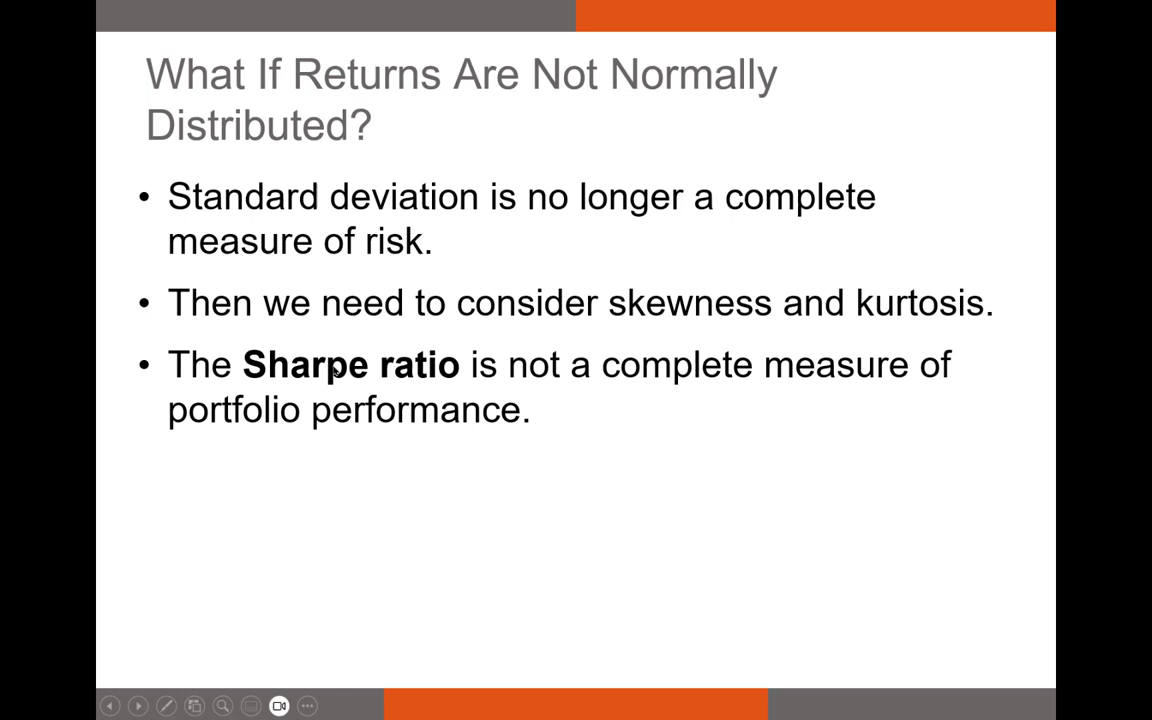 What If Returns Are Not Normally
Distributed?
• Standard deviation is no longer a complete
measure of risk.
• Then we need to consider skewness and kurtosis.
• The Sharpe ratio is not a complete measure of
portfolio performance.